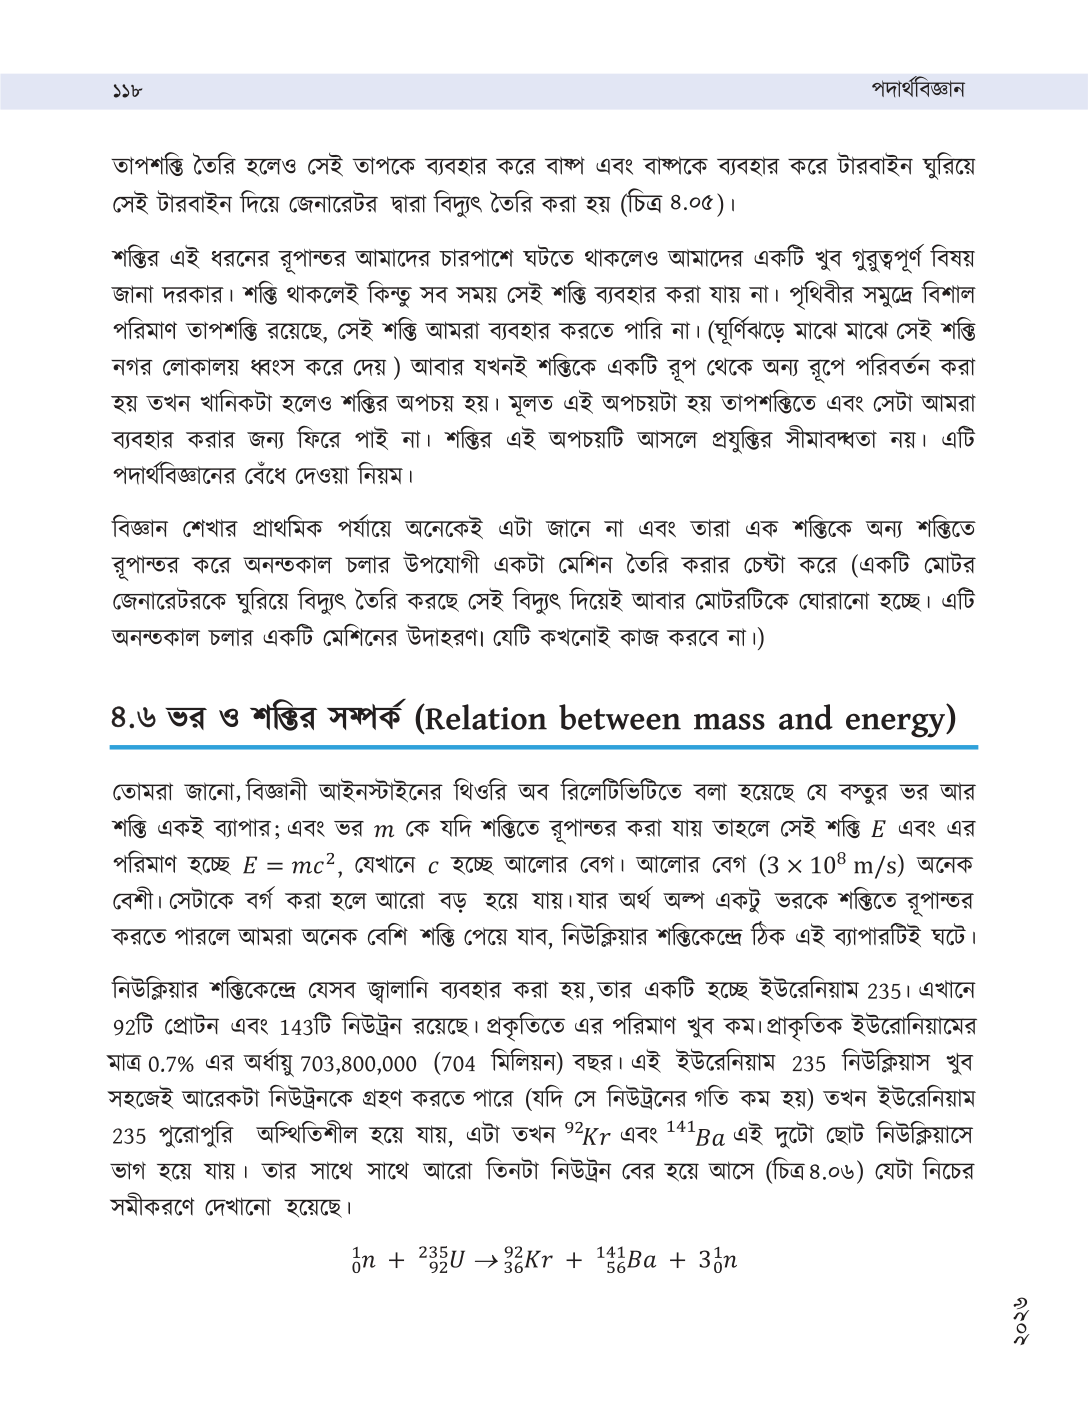 ১১৮ পদার্থবিজ্ঞান
তাপশক্তি তৈরি হলেও সেই তাপকে ব্যবহার করে বাষ্প এবং বাষ্পকে ব্যবহার করে টারবাইন ঘুরিয়ে
সেই টারবাইন দিয়ে জেনারেটর দ্বারা বিদ্যুৎ তৈরি করা হয় (চিত্র ৪.০৫)।
শক্তির এই ধরনের রূপান্তর আমাদের চারপাশে ঘটতে থাকলেও আমাদের একটি খুব গুরুত্বপূর্ণ বিষয়
জানা দরকার। শক্তি থাকলেই কিন্তু সব সময় সেই শক্তি ব্যবহার করা যায় না। পৃথিবীর সমুদ্রে বিশাল
পরিমাণ তাপশক্তি রয়েছে, সেই শক্তি আমরা ব্যবহার করতে পারি না। (ঘূর্ণিঝড়ে মাঝে মাঝে সেই শক্তি
নগর লোকালয় ধ্বংস করে দেয় ) আবার যখনই শক্তিকে একটি রূপ থেকে অন্য রূপে পরিবর্তন করা
হয় তখন খানিকটা হলেও শক্তির অপচয় হয়। মূলত এই অপচয়টা হয় তাপশক্তিতে এবং সেটা আমরা
ব্যবহার করার জন্য ফিরে পাই না। শক্তির এই অপচয়টি আসলে প্রযুক্তির সীমাবদ্ধতা নয়। এটি
পদার্থবিজ্ঞানের বেঁধে দেওয়া নিয়ম।
বিজ্ঞান শেখার প্রাথমিক পর্যায়ে অনেকেই এটা জানে না এবং তারা এক শক্তিকে অন্য শক্তিতে
রূপান্তর করে অনন্তকাল চলার উপযোগী একটা মেশিন তৈরি করার চেষ্টা করে (একটি মোটর
জেনারেটরকে ঘুরিয়ে বিদ্যুৎ তৈরি করছে সেই বিদ্যুৎ দিয়েই আবার মোটরটিকে ঘোরানো হচ্ছে। এটি
অনন্তকাল চলার একটি মেশিনের উদাহরণ। যেটি কখনোই কাজ করবে না।)
৪.৬ ভর ও শক্তির সম্পর্ক (Relation between mass and energy)
তোমরা জানো, বিজ্ঞানী আইনস্টাইনের থিওরি অব রিলেটিভিটিতে বলা হয়েছে যে বস্তুর ভর আর
শক্তি একই ব্যাপার; এবং ভর m কে যদি শক্তিতে রূপান্তর করা যায় তাহলে সেই শক্তি E এবং এর
পরিমাণ হচ্ছে E = mc², যেখানে c হচ্ছে আলোর বেগ। আলোর বেগ (3 × 10⁸ m/s) অনেক
বেশী। সেটাকে বর্গ করা হলে আরো বড় হয়ে যায়। যার অর্থ অল্প একটু ভরকে শক্তিতে রূপান্তর
করতে পারলে আমরা অনেক বেশি শক্তি পেয়ে যাব, নিউক্লিয়ার শক্তিকেন্দ্রে ঠিক এই ব্যাপারটিই ঘটে।
নিউক্লিয়ার শক্তিকেন্দ্রে যেসব জ্বালানি ব্যবহার করা হয়,তার একটি হচ্ছে ইউরেনিয়াম 235। এখানে
92টি প্রোটন এবং 143টি নিউট্রন রয়েছে। প্রকৃতিতে এর পরিমাণ খুব কম। প্রাকৃতিক ইউরোনিয়ামের
মাত্র 0.7% এর অর্ধায়ু 703,800,000 (704 মিলিয়ন) বছর। এই ইউরেনিয়াম 235 নিউক্লিয়াস খুব
সহজেই আরেকটা নিউট্রনকে গ্রহণ করতে পারে (যদি সে নিউট্রনের গতি কম হয়) তখন ইউরেনিয়াম
235 পুরোপুরি অস্থিতিশীল হয়ে যায়, এটা তখন ⁹²Kr এবং ¹⁴¹Ba এই দুটো ছোট নিউক্লিয়াসে
ভাগ হয়ে যায়। তার সাথে সাথে আরো তিনটা নিউট্রন বের হয়ে আসে (চিত্র ৪.০৬) যেটা নিচের
সমীকরণে দেখানো হয়েছে।
¹₀n + ²³⁵₉₂U → ⁹²₃₆Kr + ¹⁴¹₅₆Ba + 3¹₀n
২০২৬